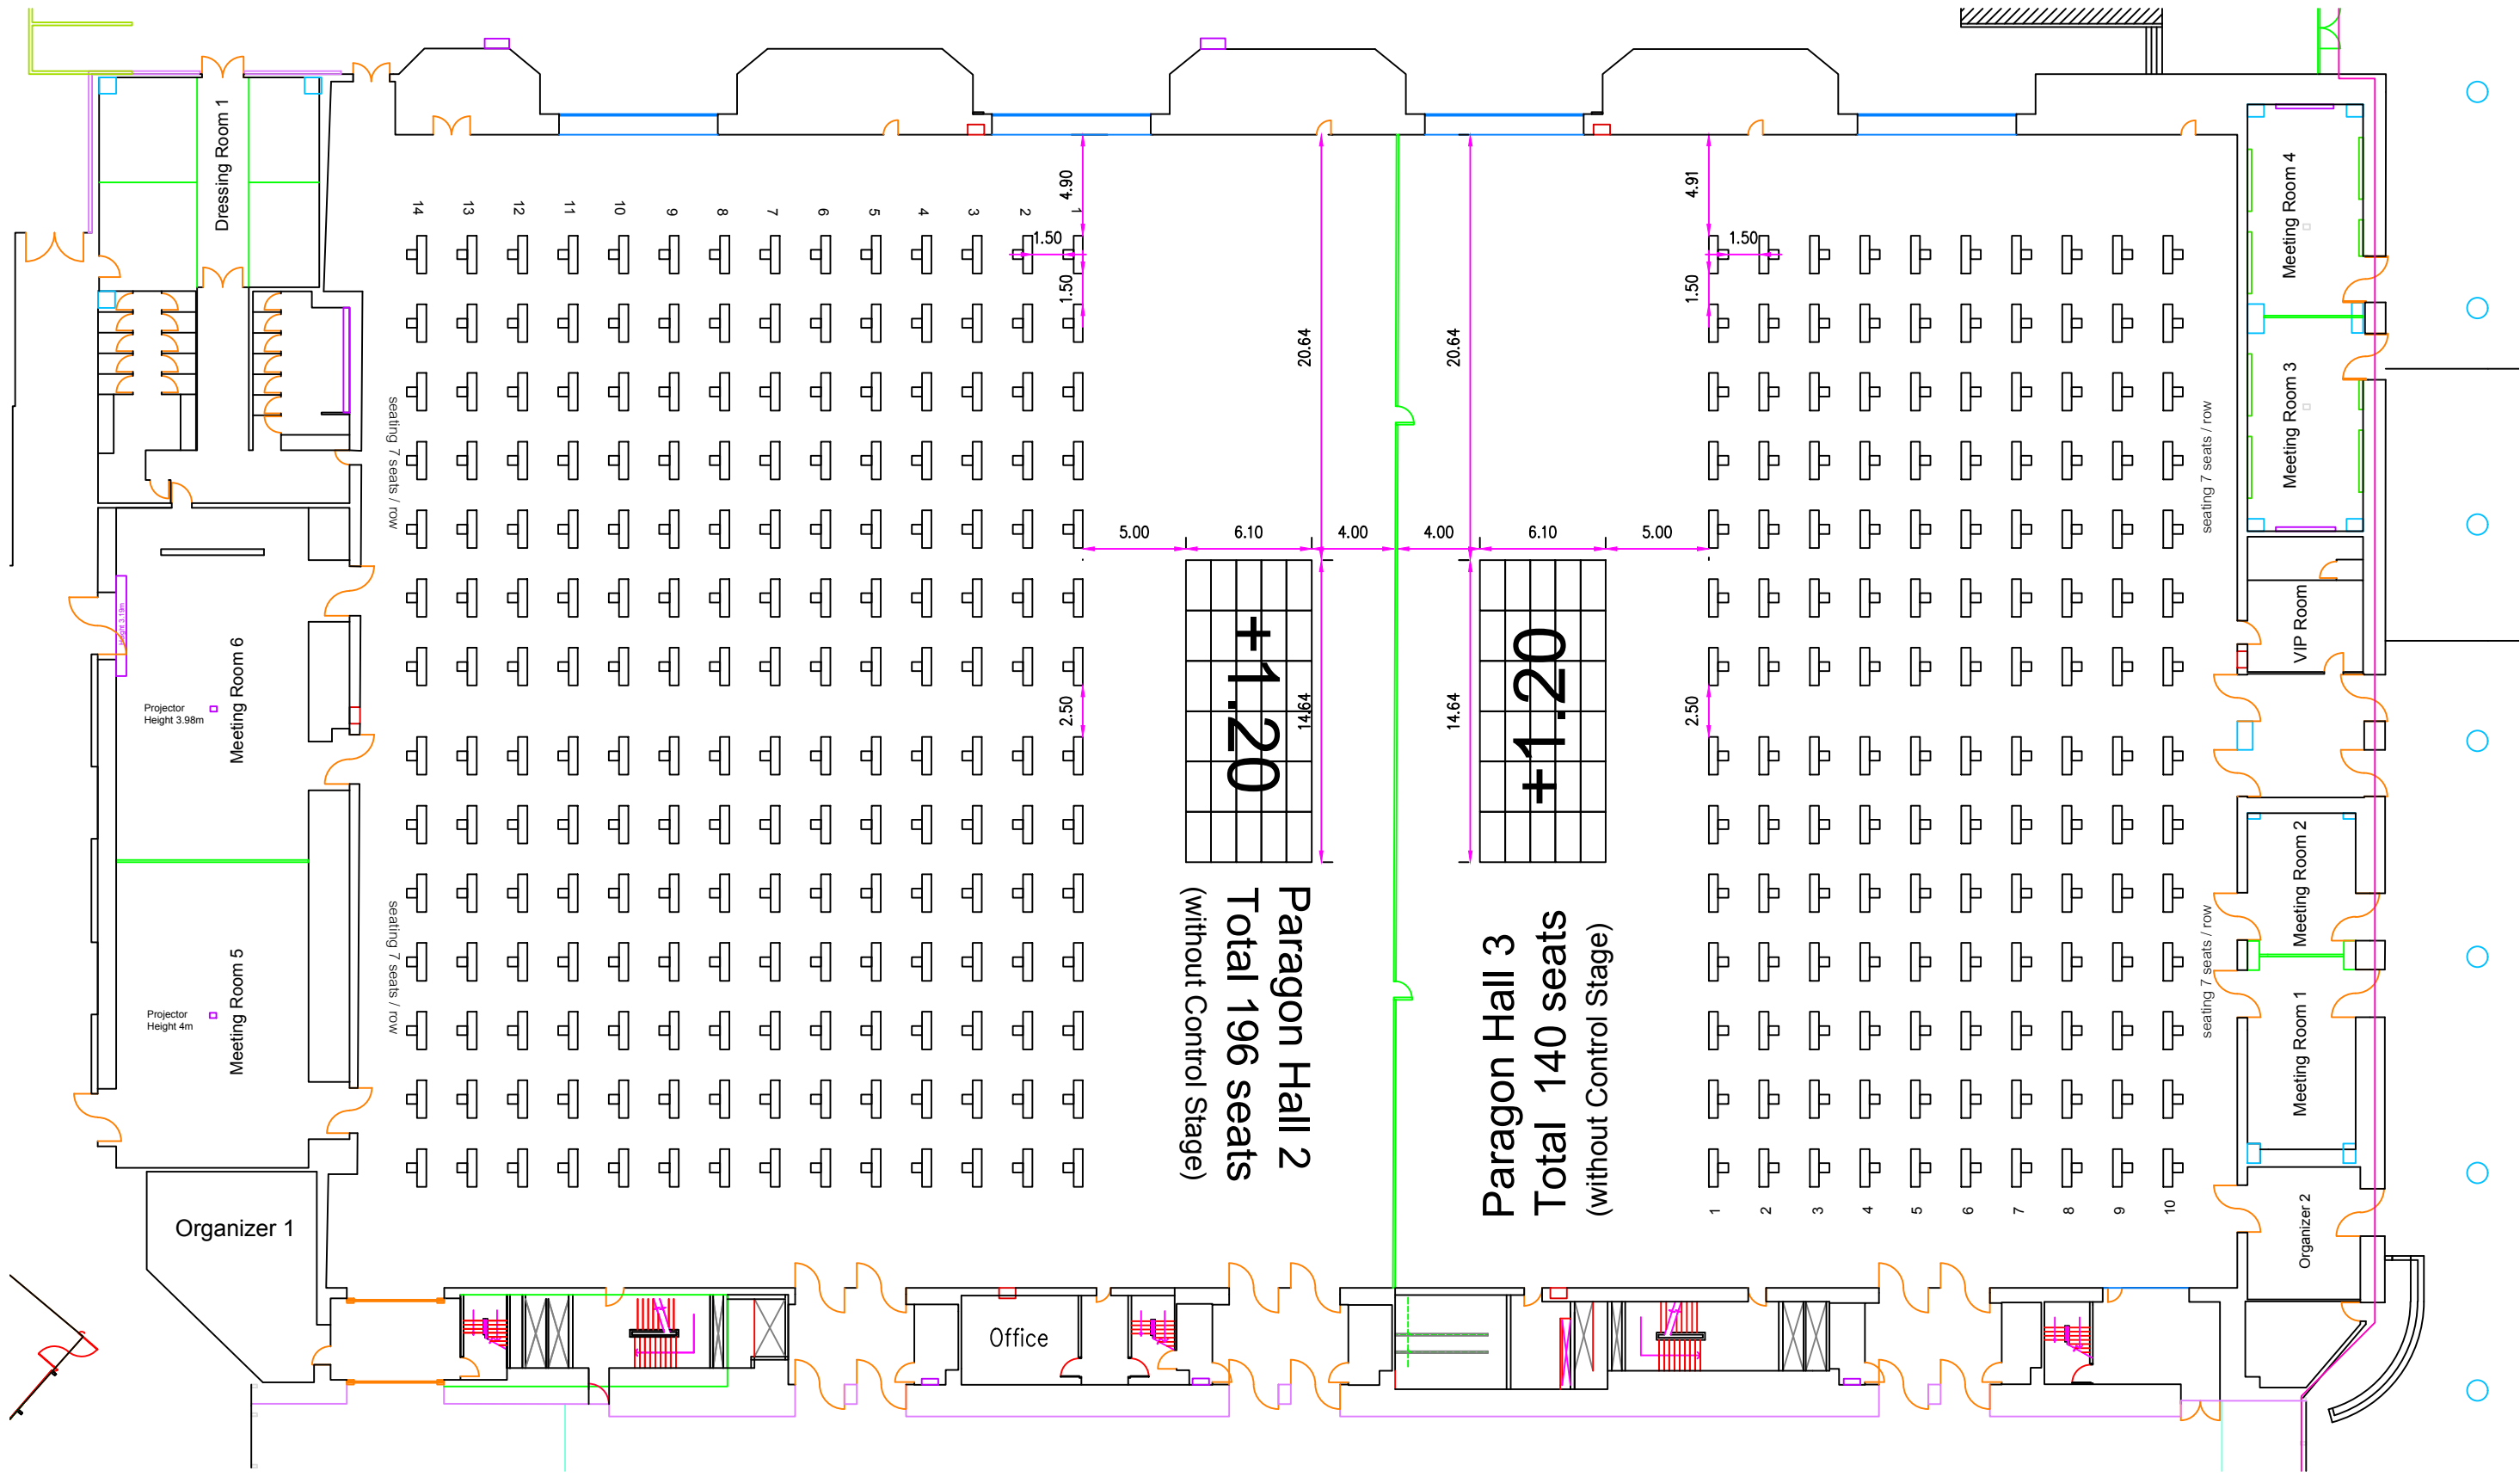 Dressing Room 1
14
13
12
11
10
9
8
7
6
5
4
3
2
1
4.90
1.50
1.50
20.64
20.64
4.91
1.50
1.50
Meeting Room 4
Meeting Room 3
seating 7 seats / row
seating 7 seats / row
5.00
6.10
4.00
4.00
6.10
5.00
VIP Room
Height 3.19m
Meeting Room 6
Projector
Height 3.98m
+1.20
14.64
14.64
+1.20
2.50
2.50
Meeting Room 2
Meeting Room 5
Projector
Height 4m
seating 7 seats / row
Paragon Hall 2
Total 196 seats
(without Control Stage)
Paragon Hall 3
Total 140 seats
(without Control Stage)
seating 7 seats / row
Meeting Room 1
1
2
3
4
5
6
7
8
9
10
Organizer 1
Organizer 2
Office